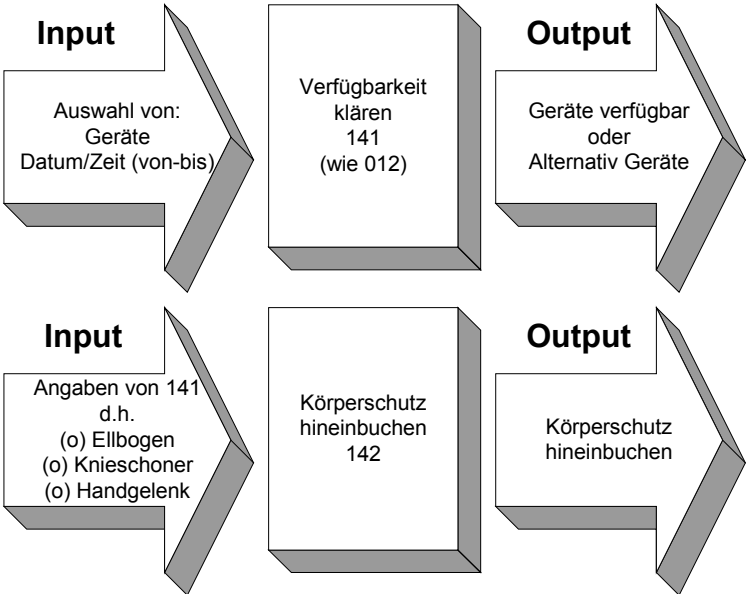 Input
Auswahl von:
Geräte
Datum/Zeit (von-bis)
Verfügbarkeit
klären
141
(wie 012)
Output
Geräte verfügbar
oder
Alternativ Geräte
Input
Angaben von 141
d.h.
(o) Ellbogen
(o) Knieschoner
(o) Handgelenk
Körperschutz
hineinbuchen
142
Output
Körperschutz
hineinbuchen